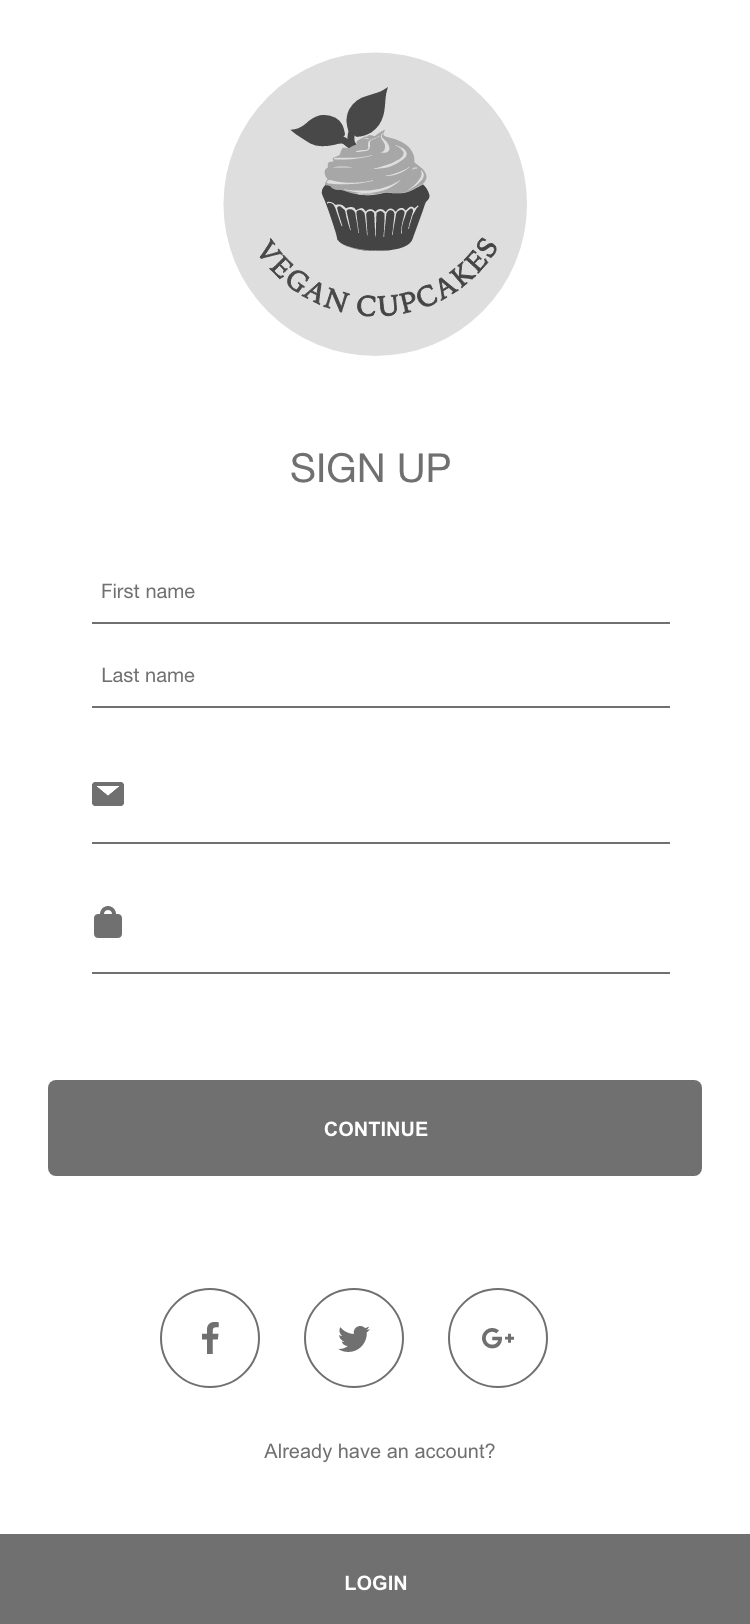 VEGAN CUPCAKES
SIGN UP
First name
Last name
CONTINUE
Already have an account?
LOGIN